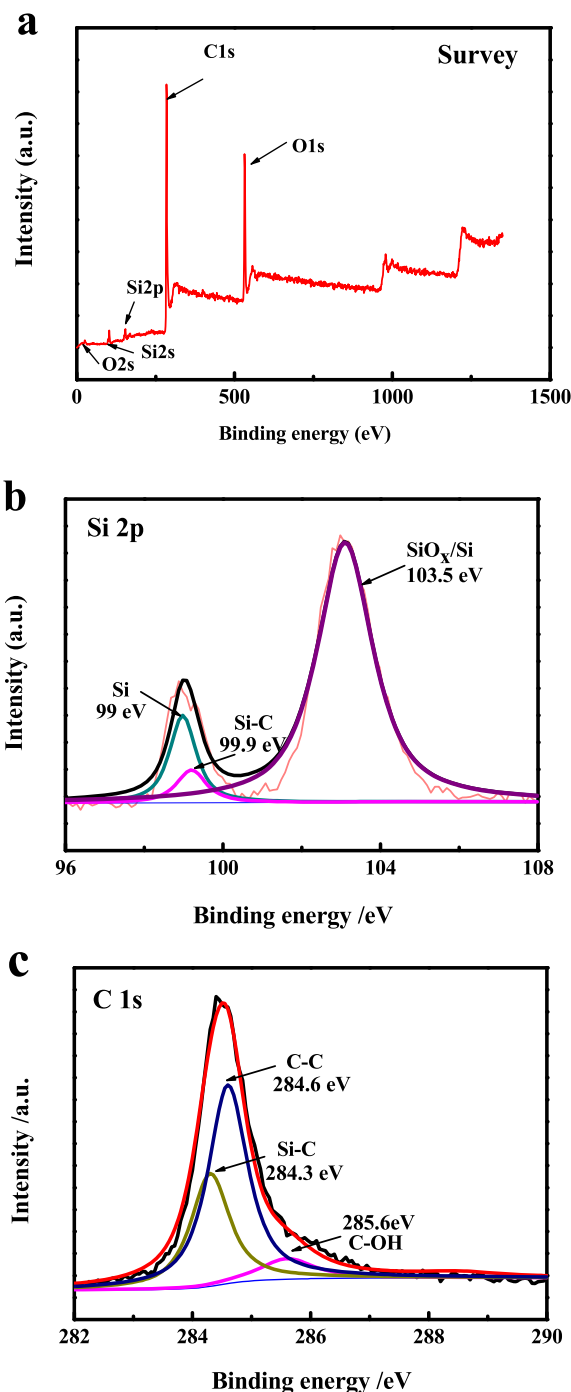 a
Survey
C1s
O1s
Si2p
Si2s
O2s
Intensity (a.u.)
0 500 1000 1500
Binding energy (eV)
b
Si 2p
SiOx/Si
103.5 eV
Si
99 eV
Si-C
99.9 eV
Intensity (a.u.)
96 100 104 108
Binding energy /eV
c
C 1s
C-C
284.6 eV
Si-C
284.3 eV
285.6eV
C-OH
Intensity /a.u.
282 284 286 288 290
Binding energy /eV